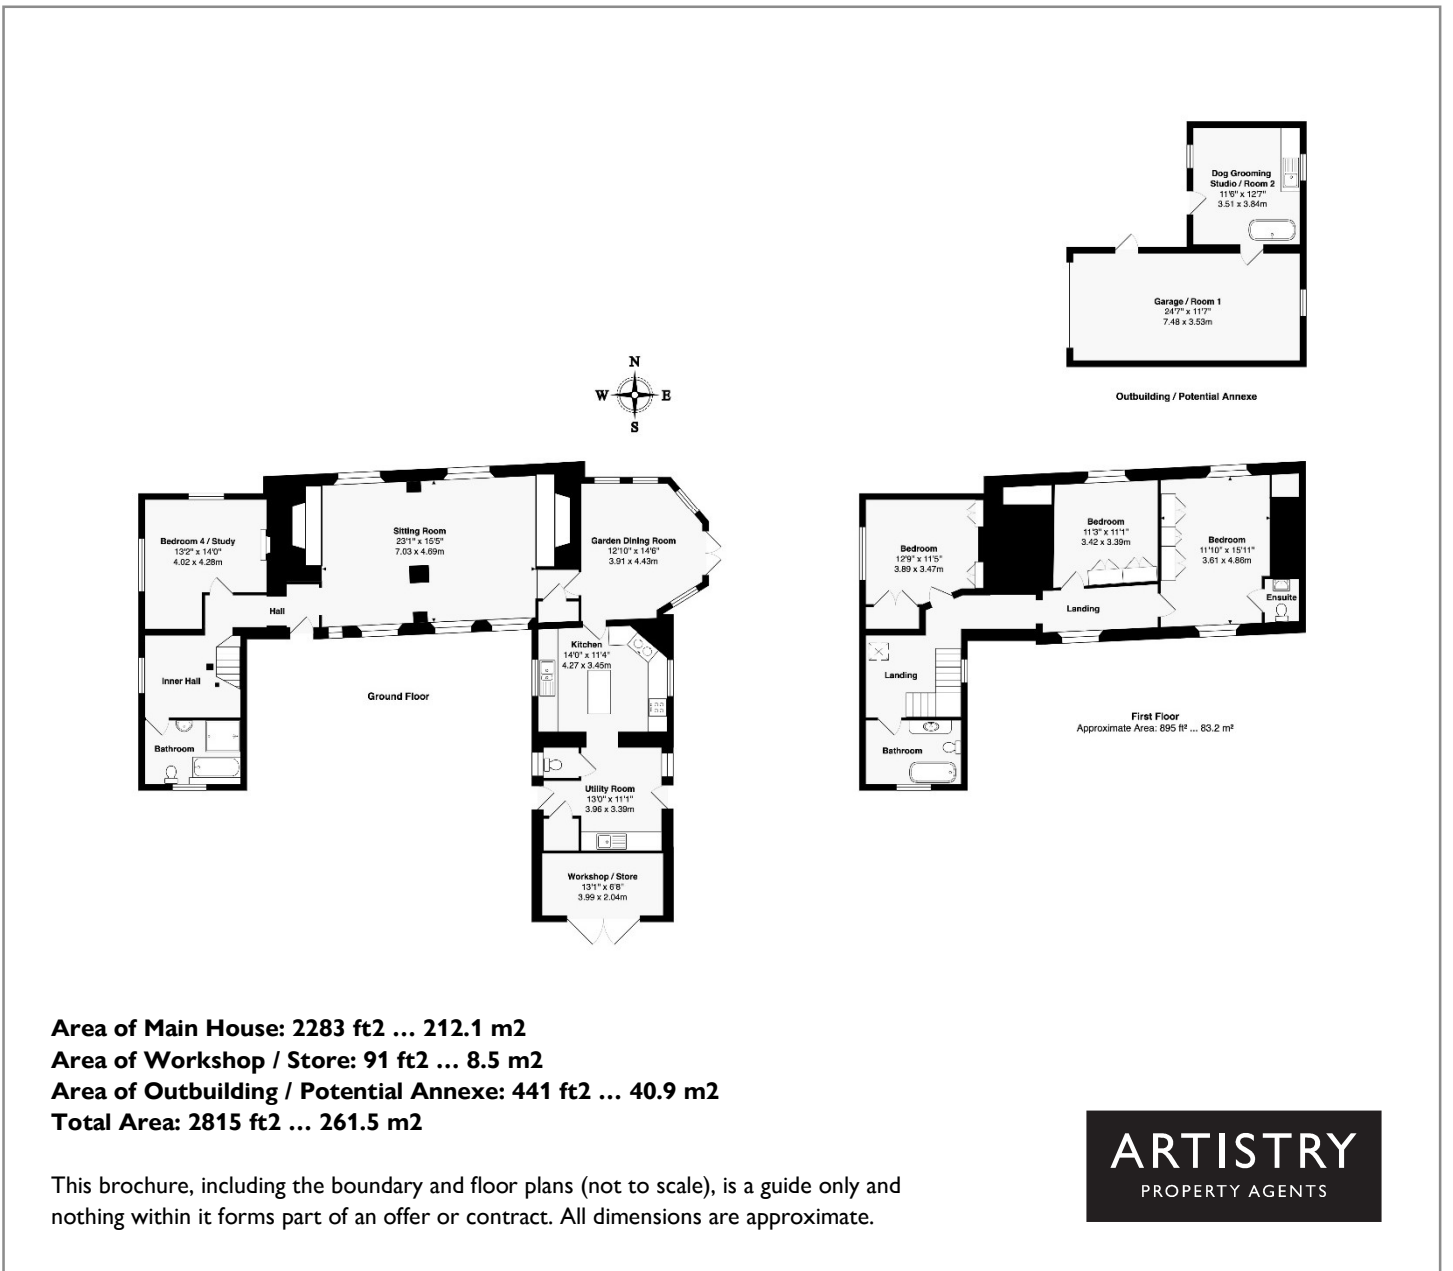 Dog Grooming
Studio / Room 2
11'6" x 12'7"
3.51 x 3.84m
Garage / Room 1
24'7" x 11'7"
7.48 x 3.53m
Outbuilding / Potential Annexe
N
W E
S
Bedroom 4 / Study
13'2" x 14'0"
4.02 x 4.28m
Sitting Room
23'1" x 15'5"
7.03 x 4.69m
Garden Dining Room
12'10" x 14'6"
3.91 x 4.43m
Hall
Kitchen
14'0" x 11'4"
4.27 x 3.45m
Inner Hall
Ground Floor
Bathroom
Utility Room
13'0" x 11'1"
3.96 x 3.39m
Workshop / Store
13'1" x 6'8"
3.99 x 2.04m
Bedroom
12'9" x 11'5"
3.89 x 3.47m
Bedroom
11'3" x 11'1"
3.42 x 3.39m
Bedroom
11'10" x 15'11"
3.61 x 4.86m
Ensuite
Landing
Landing
Bathroom
First Floor
Approximate Area: 895 ft² ... 83.2 m²
Area of Main House: 2283 ft2 … 212.1 m2
Area of Workshop / Store: 91 ft2 … 8.5 m2
Area of Outbuilding / Potential Annexe: 441 ft2 … 40.9 m2
Total Area: 2815 ft2 … 261.5 m2
This brochure, including the boundary and floor plans (not to scale), is a guide only and
nothing within it forms part of an offer or contract. All dimensions are approximate.
ARTISTRY
PROPERTY AGENTS